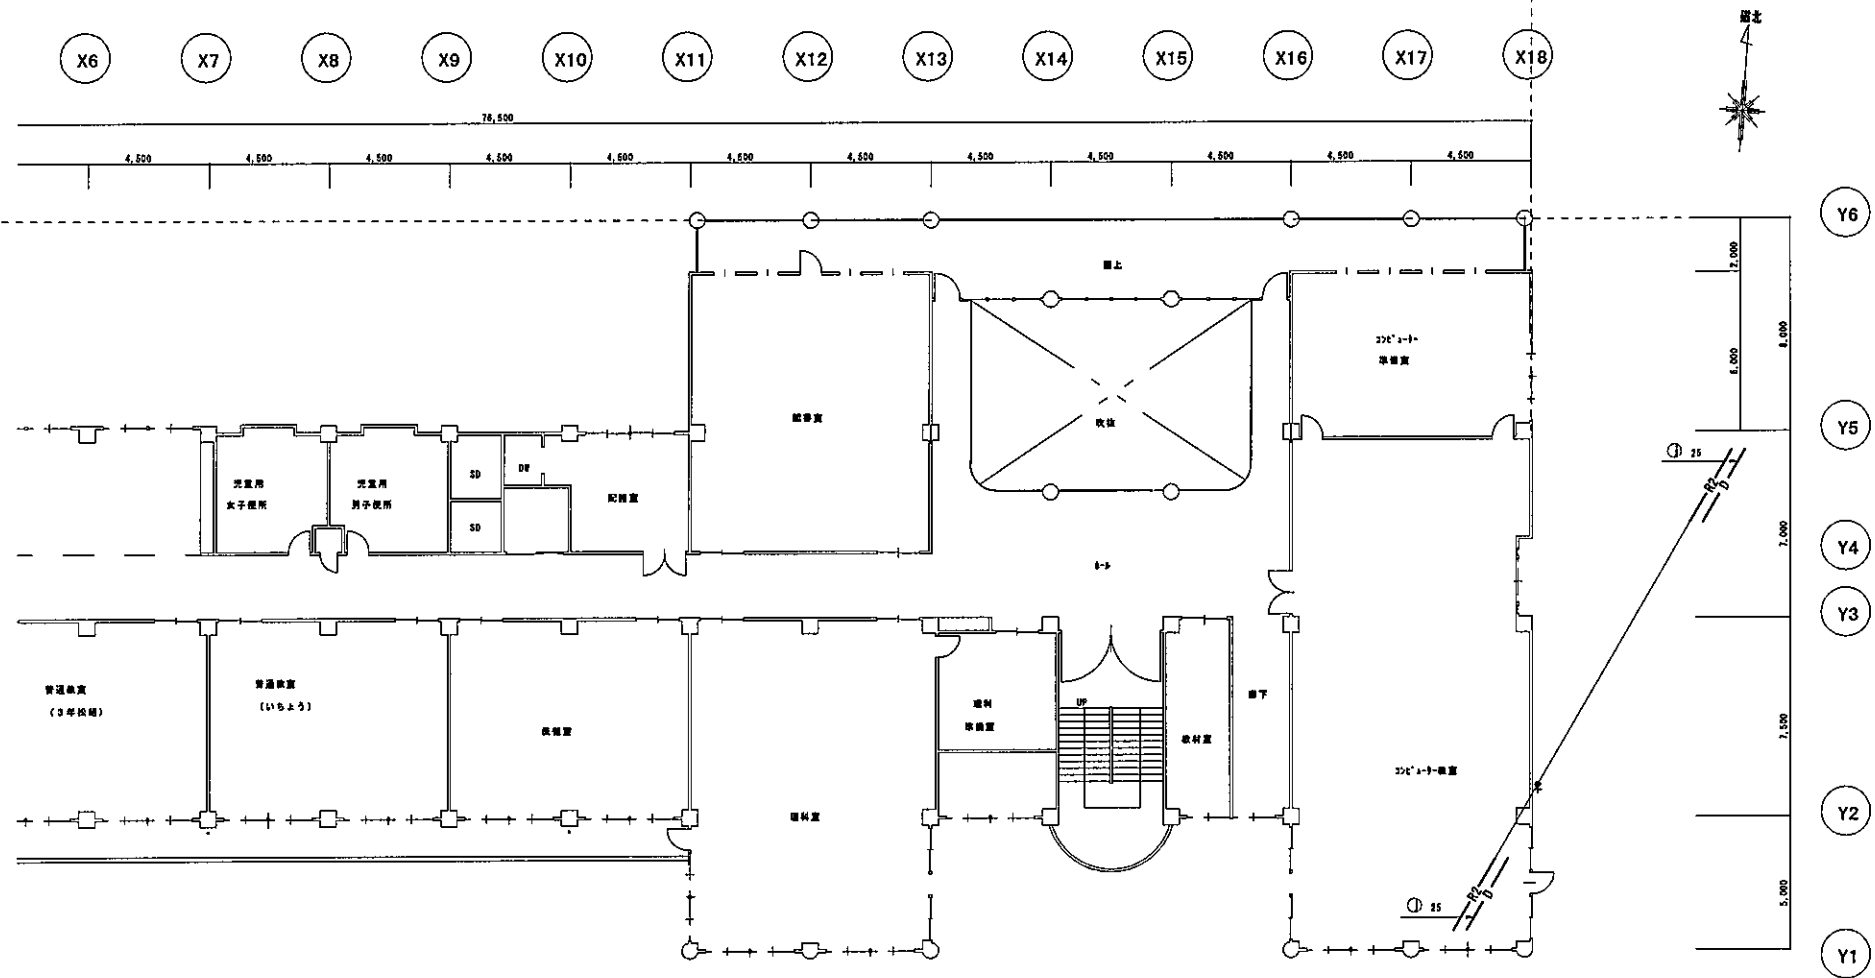 磁北
X6
X7
X8
X9
X10
X11
X12
X13
X14
X15
X16
X17
X18
76,500
4,500
4,500
4,500
4,500
4,500
4,500
4,500
4,500
4,500
4,500
4,500
4,500
Y6
2,000
屋上
8,000
コンピューター
準備室
6,000
図書室
吹抜
Y5
25
SD
DW
児童用
女子便所
児童用
男子便所
配膳室
R2
D
SD
7,000
Y4
ホール
Y3
普通教室
(3年松組)
普通教室
(いちょう)
理科
準備室
UP
廊下
7,500
教材室
コンピューター教室
理科室
Y2
R2
D
25
5,000
Y1